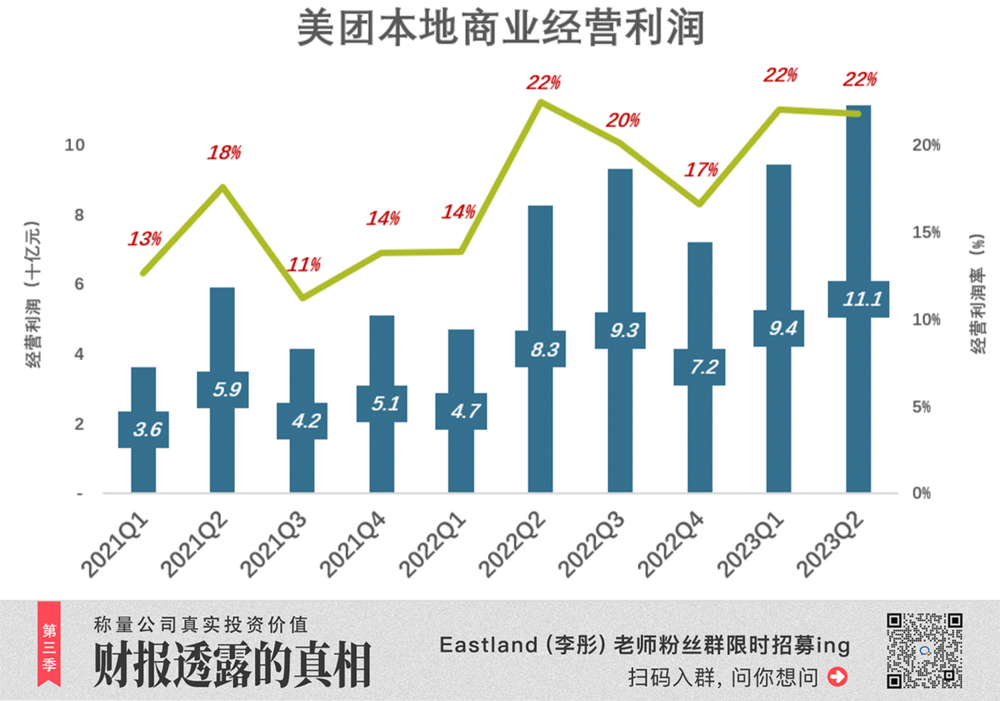 美团本地商业经营利润
22%
22%
22%
20%
18%
17%
14%
14%
13%
11%
10
8
6
4
2
-
经营利润（十亿元）
20%
15%
10%
5%
0%
经营利润率（%）
3.6
5.9
4.2
5.1
4.7
8.3
9.3
7.2
9.4
11.1
2021Q1
2021Q2
2021Q3
2021Q4
2022Q1
2022Q2
2022Q3
2022Q4
2023Q1
2023Q2
第三季
称量公司真实投资价值
财报透露的真相
Eastland (李彤) 老师粉丝群限时招募ing
扫码入群, 问你想问